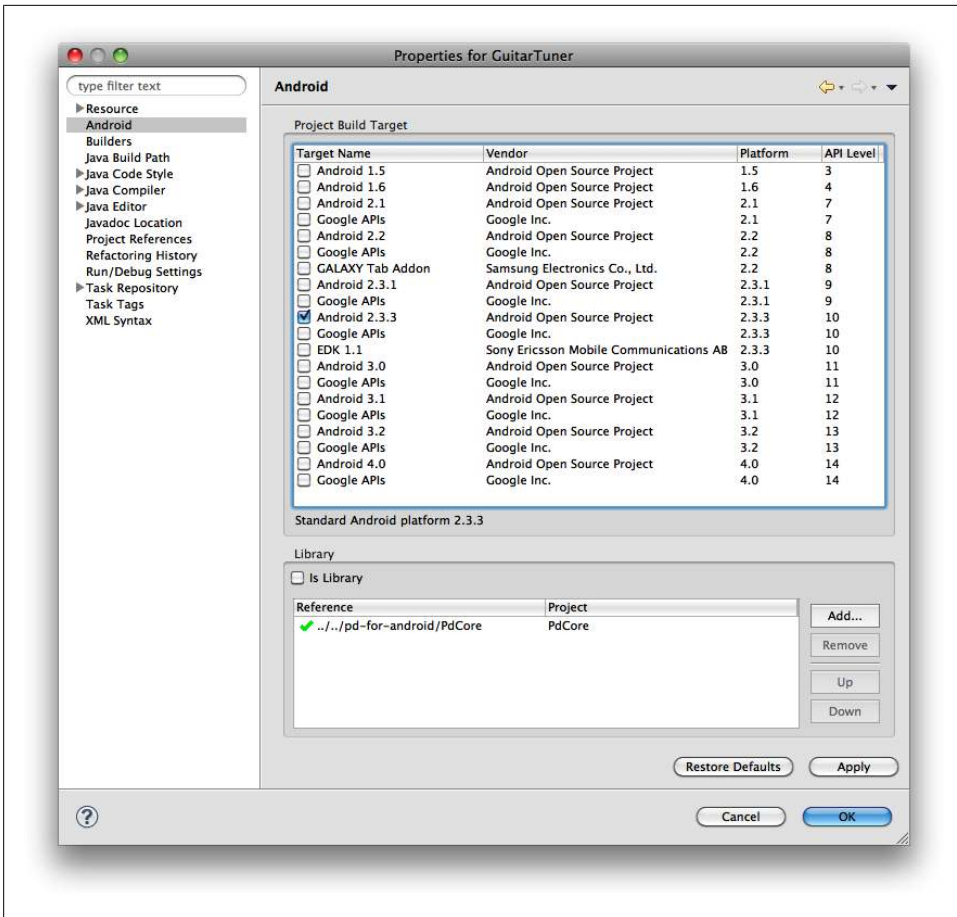 Properties for GuitarTuner
type filter text
Resource
Android
Builders
Java Build Path
Java Code Style
Java Compiler
Java Editor
Javadoc Location
Project References
Refactoring History
Run/Debug Settings
Task Repository
Task Tags
XML Syntax
Android
Project Build Target
Target Name Vendor Platform API Level
Android 1.5 Android Open Source Project 1.5 3
Android 1.6 Android Open Source Project 1.6 4
Android 2.1 Android Open Source Project 2.1 7
Google APIs Google Inc. 2.1 7
Android 2.2 Android Open Source Project 2.2 8
Google APIs Google Inc. 2.2 8
GALAXY Tab Addon Samsung Electronics Co., Ltd. 2.2 8
Android 2.3.1 Android Open Source Project 2.3.1 9
Google APIs Google Inc. 2.3.1 9
Android 2.3.3 Android Open Source Project 2.3.3 10
Google APIs Google Inc. 2.3.3 10
EDK 1.1 Sony Ericsson Mobile Communications AB 2.3.3 10
Android 3.0 Android Open Source Project 3.0 11
Google APIs Google Inc. 3.0 11
Android 3.1 Android Open Source Project 3.1 12
Google APIs Google Inc. 3.1 12
Android 3.2 Android Open Source Project 3.2 13
Google APIs Google Inc. 3.2 13
Android 4.0 Android Open Source Project 4.0 14
Google APIs Google Inc. 4.0 14
Standard Android platform 2.3.3
Library
Is Library
Reference Project
../../pd-for-android/PdCore PdCore
Add...
Remove
Up
Down
Restore Defaults Apply
? Cancel OK